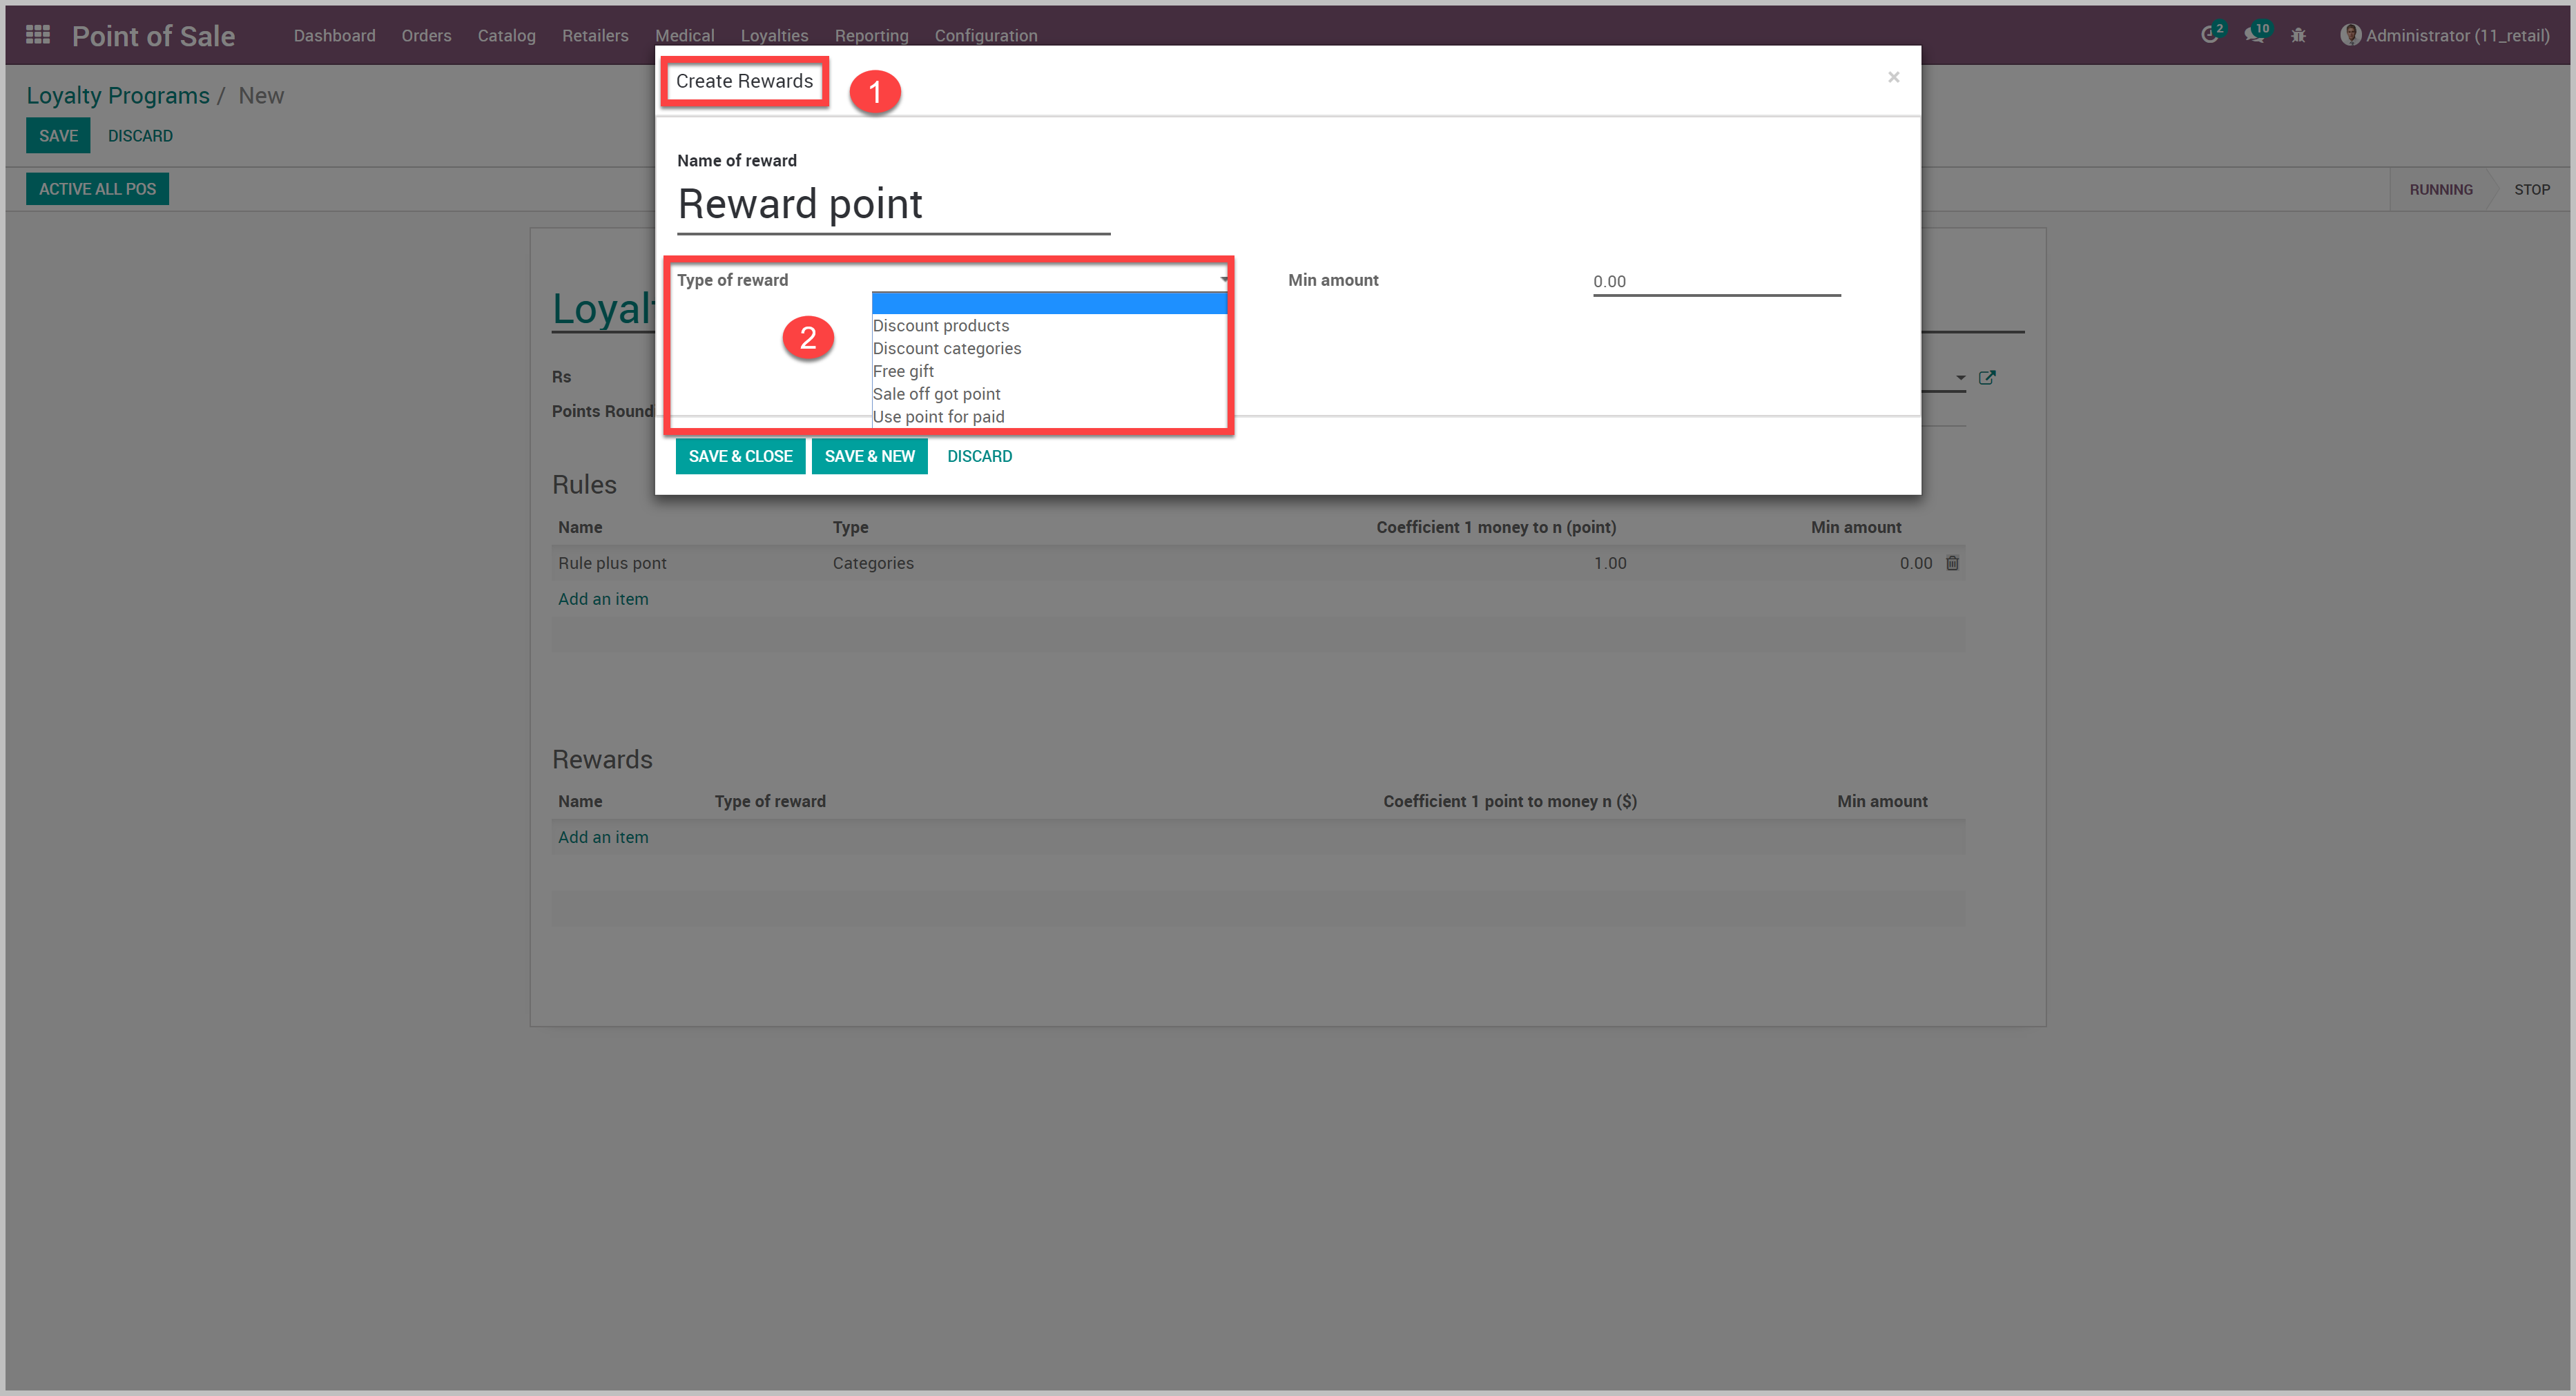 Point of Sale Dashboard Orders Catalog Retailers Medical Loyalties Reporting Configuration 2 10 Administrator (11_retail)
Loyalty Programs / New
SAVE DISCARD
ACTIVE ALL POS
RUNNING STOP
Create Rewards 1 ×
Name of reward
Reward point
Type of reward Min amount 0.00
2
Discount products
Discount categories
Free gift
Sale off got point
Use point for paid
SAVE & CLOSE SAVE & NEW DISCARD
Rs
Rules
Name Type Coefficient 1 money to n (point) Min amount
Rule plus pont Categories 1.00 0.00
Add an item
Rewards
Name Type of reward Coefficient 1 point to money n ($) Min amount
Add an item